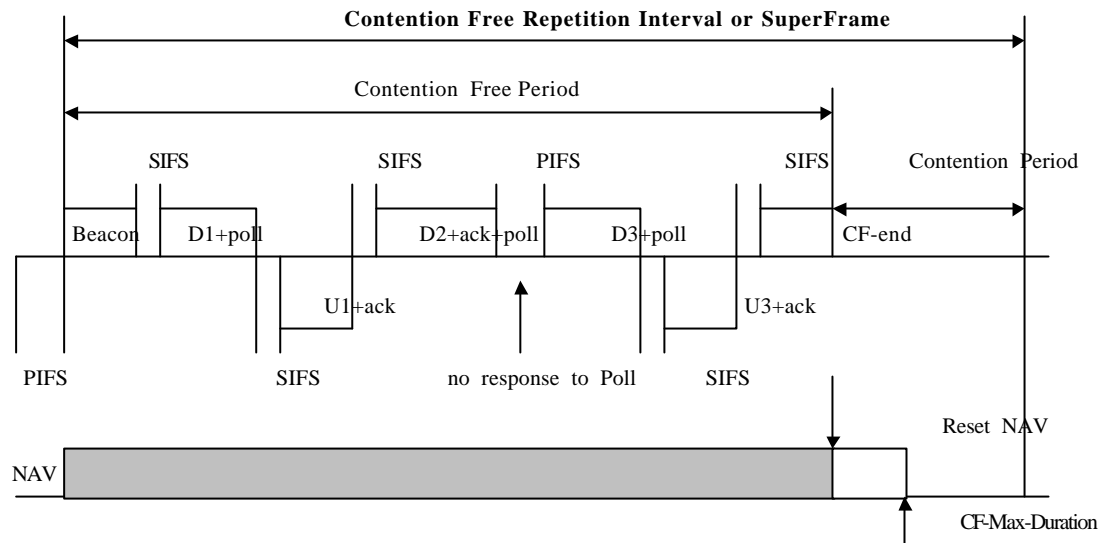 Contention Free Repetition Interval or SuperFrame
Contention Free Period
SIFS SIFS PIFS SIFS Contention Period
Beacon D1+poll D2+ack+poll D3+poll CF-end
U1+ack U3+ack
PIFS SIFS no response to Poll SIFS
Reset NAV
NAV
CF-Max-Duration